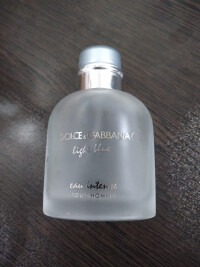 DOLCE & GABBANA
light blue
eau intense
POUR HOMME